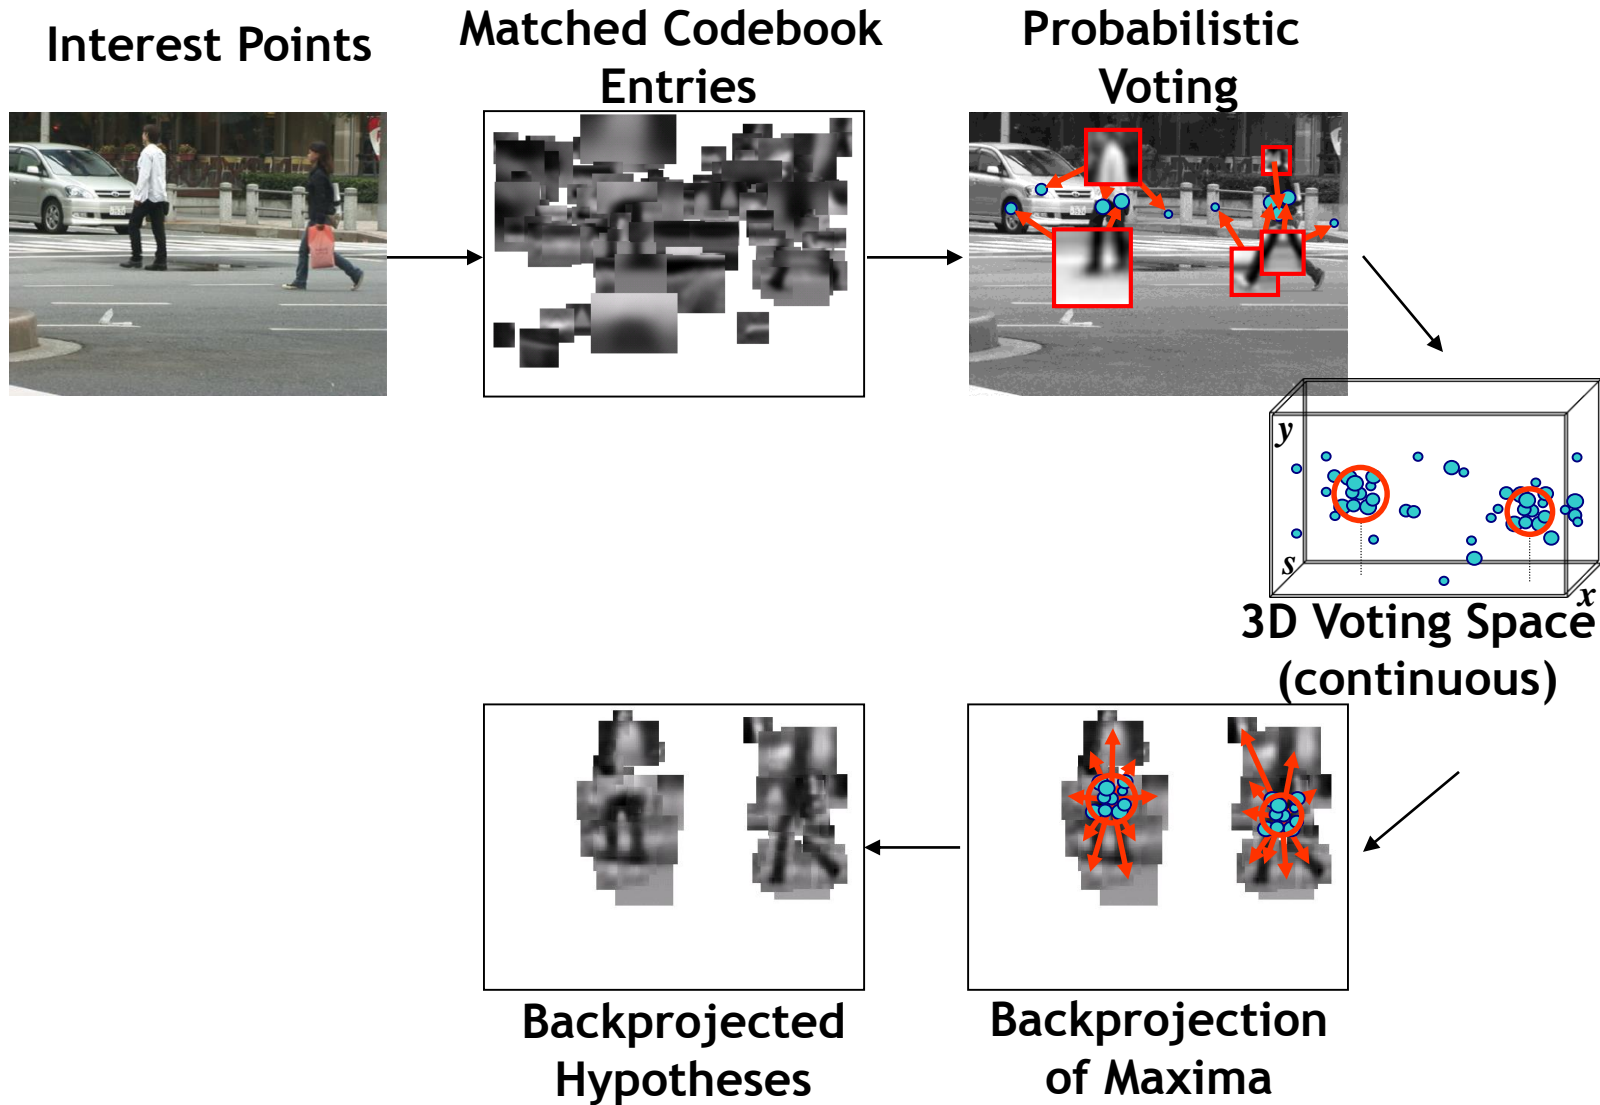 Interest Points
Matched Codebook
Entries
Probabilistic
Voting
y
s
x
3D Voting Space
(continuous)
Backprojection
of Maxima
Backprojected
Hypotheses